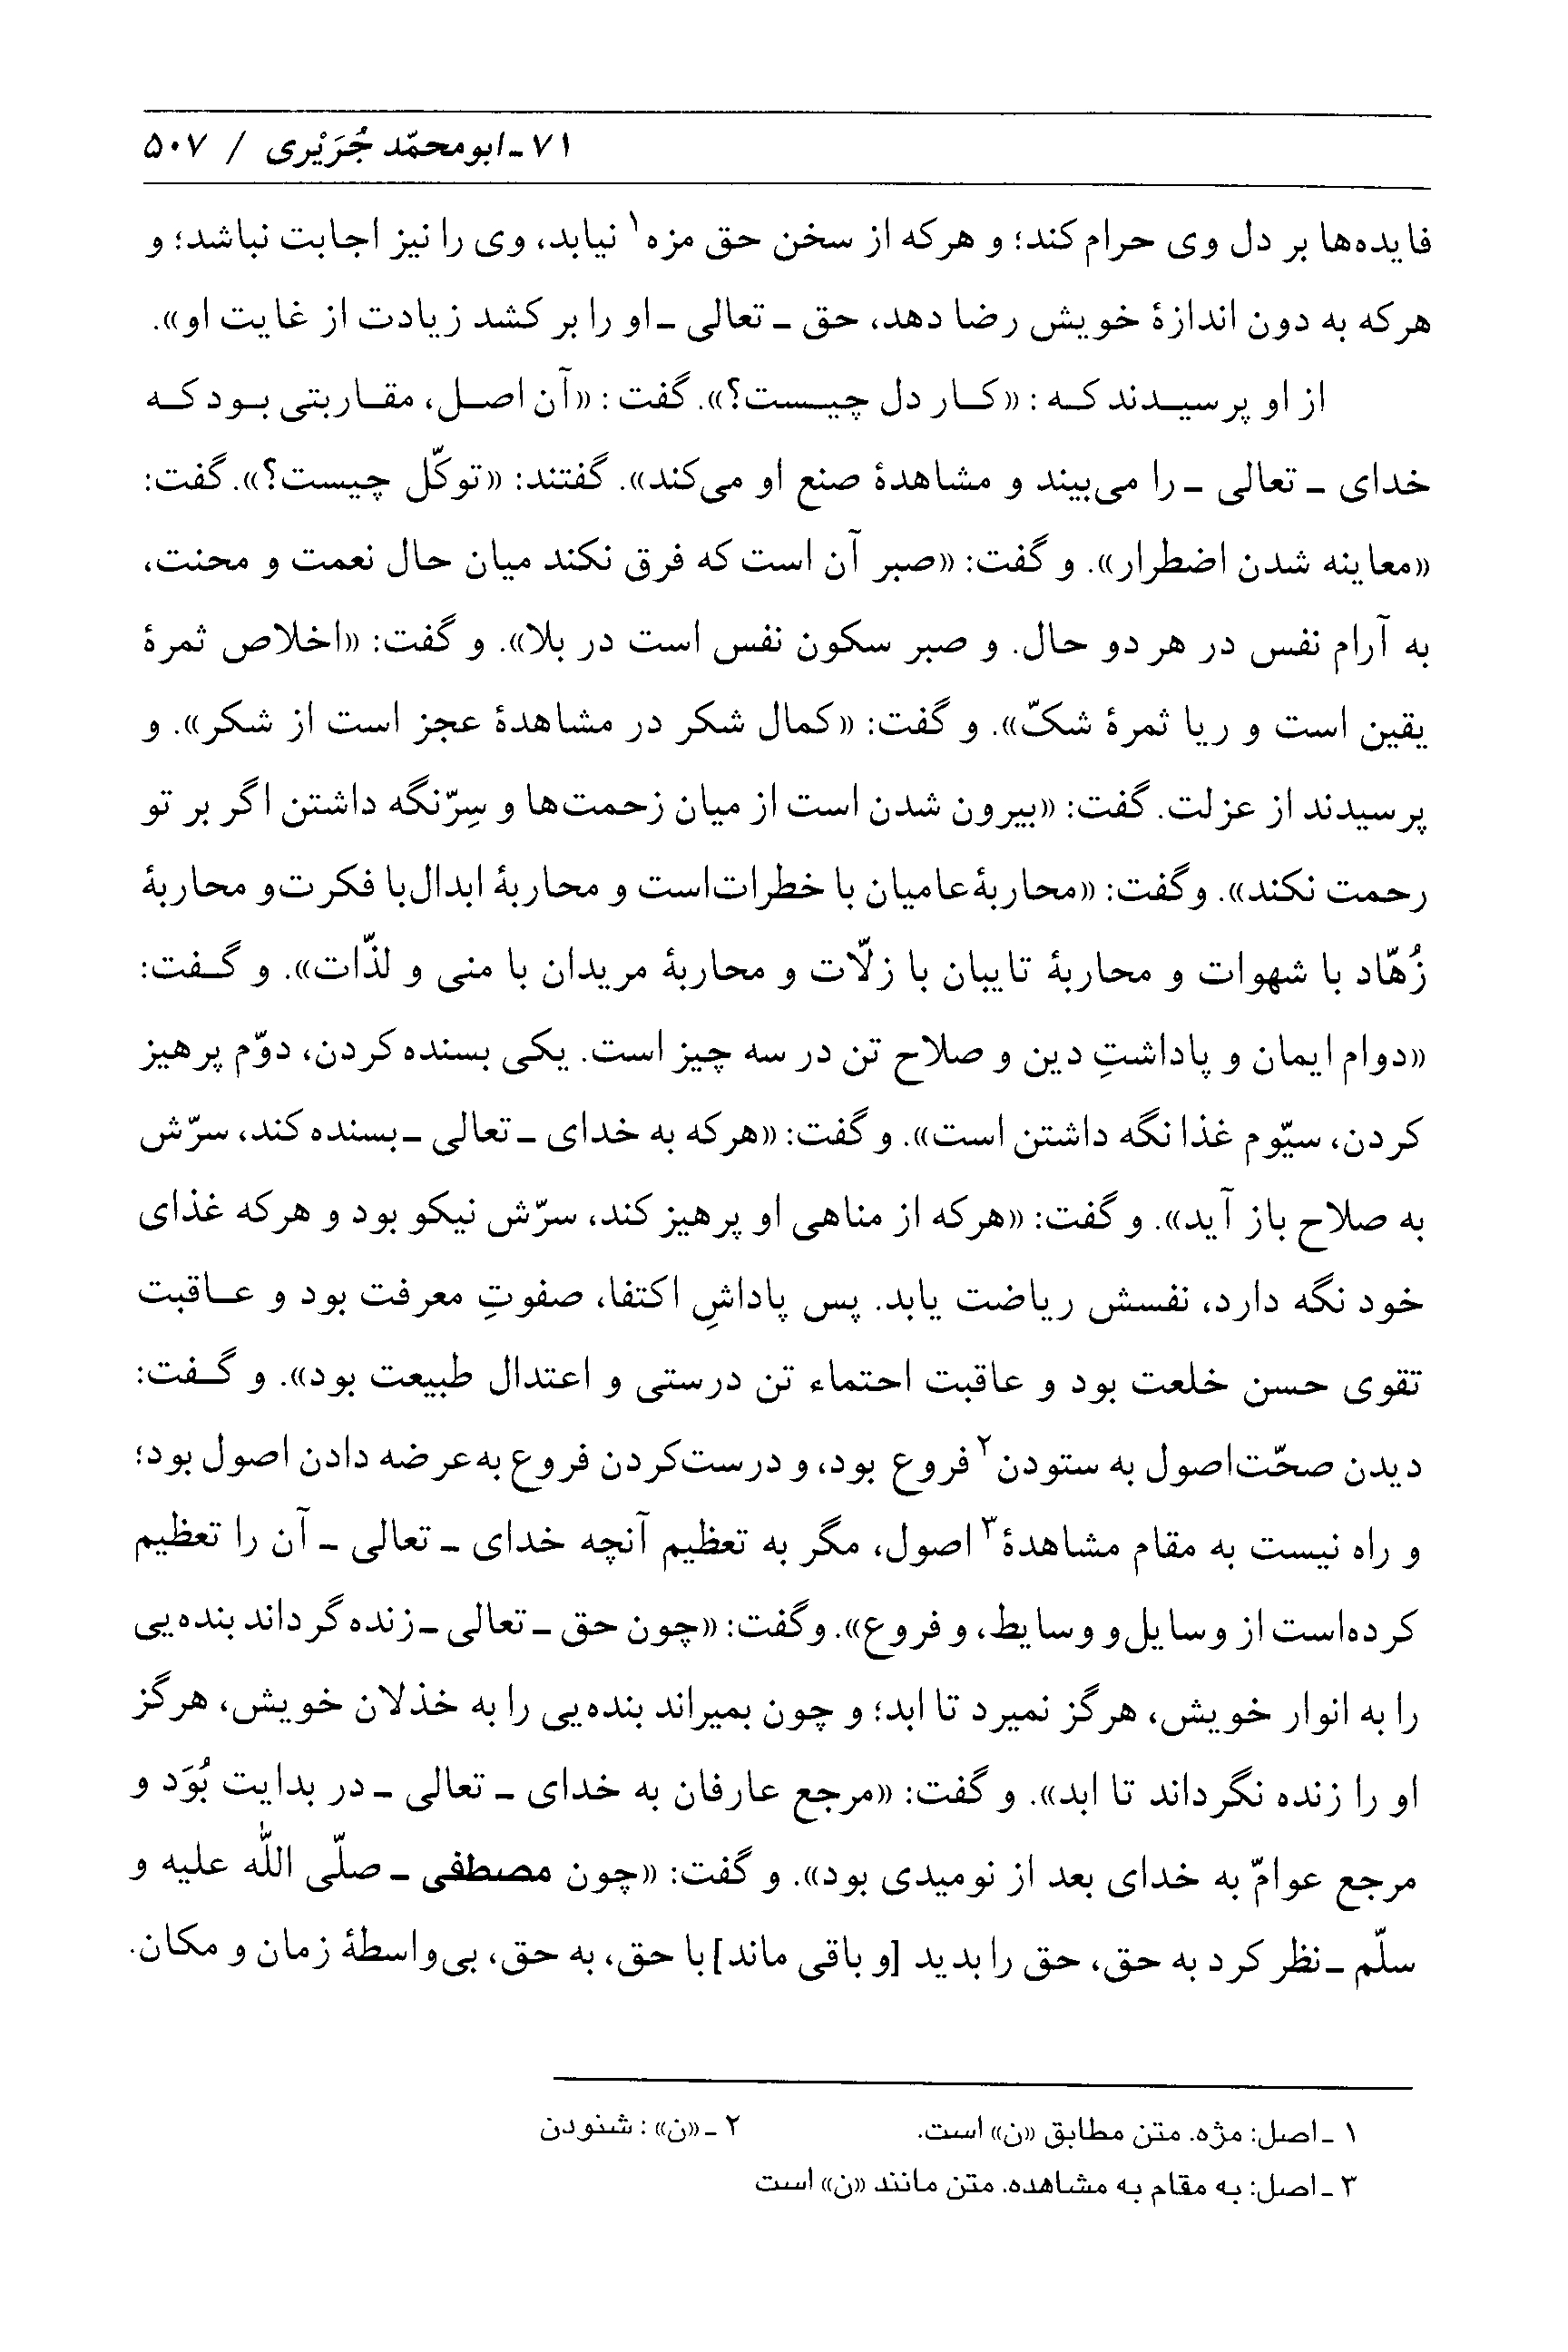 ۷۱ ـ ابومحمّد جُرَیْری / ۵۰۷
فایده‌ها بر دل وی حرام کند؛ و هرکه از سخن حق مزه۱ نیابد، وی را نیز اجابت نباشد؛ و
هرکه به دون اندازهٔ خویش رضا دهد، حق ـ تعالی ـ او را بر کشد زیادت از غایت او».
از او پرسیدند که : «کار دل چیست؟». گفت : «آن اصل، مقاربتی بود که
خدای ـ تعالی ـ را می‌بیند و مشاهدهٔ صنع او می‌کند». گفتند: «توکّل چیست؟». گفت:
«معاینه شدن اضطرار». و گفت: «صبر آن است که فرق نکند میان حال نعمت و محنت،
به آرام نفس در هر دو حال. و صبر سکون نفس است در بلا». و گفت: «اخلاص ثمرهٔ
یقین است و ریا ثمرهٔ شکّ». و گفت: «کمال شکر در مشاهدهٔ عجز است از شکر». و
پرسیدند از عزلت. گفت: «بیرون شدن است از میان زحمت‌ها و سِرّ نگه داشتن اگر بر تو
رحمت نکند». و گفت: «محاربهٔ عامیان با خطرات است و محاربهٔ ابدال با فکرت و محاربهٔ
زُهّاد با شهوات و محاربهٔ تایبان با زلّات و محاربهٔ مریدان با منی و لذّات». و گفت:
«دوام ایمان و پاداشتِ دین و صلاح تن در سه چیز است. یکی بسنده کردن، دوّم پرهیز
کردن، سیّوم غذا نگه داشتن است». و گفت: «هرکه به خدای ـ تعالی ـ بسنده کند، سرّش
به صلاح باز آید». و گفت: «هرکه از مناهی او پرهیز کند، سرّش نیکو بود و هرکه غذای
خود نگه دارد، نفسش ریاضت یابد. پس پاداشِ اکتفا، صفوتِ معرفت بود و عاقبت
تقوی حسن خلعت بود و عاقبت احتماء تن درستی و اعتدال طبیعت بود». و گفت:
دیدن صحّت اصول به ستودن۲ فروع بود، و درست کردن فروع به عرضه دادن اصول بود؛
و راه نیست به مقام مشاهدهٔ۳ اصول، مگر به تعظیم آنچه خدای ـ تعالی ـ آن را تعظیم
کرده‌است از وسایل و وسایط، و فروع». و گفت: «چون حق ـ تعالی ـ زنده گرداند بنده‌یی
را به انوار خویش، هرگز نمیرد تا ابد؛ و چون بمیراند بنده‌یی را به خذلان خویش، هرگز
او را زنده نگرداند تا ابد». و گفت: «مرجع عارفان به خدای ـ تعالی ـ در بدایت بُوَد و
مرجع عوامّ به خدای بعد از نومیدی بود». و گفت: «چون مصطفی ـ صلّی اللّه علیه و
سلّم ـ نظر کرد به حق، حق را بدید [و باقی ماند] با حق، به حق، بی‌واسطهٔ زمان و مکان.
۱ ـ اصل: مژه. متن مطابق «ن» است. ۲ ـ «ن» : شنودن
۳ ـ اصل: به مقام به مشاهده. متن مانند «ن» است